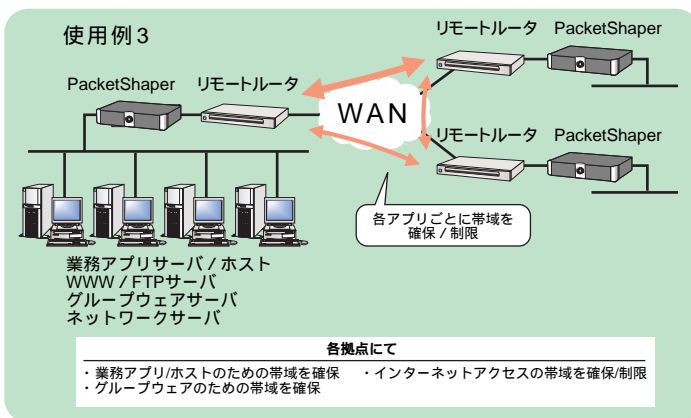 使用例3
PacketShaper リモートルータ
リモートルータ PacketShaper
WAN
リモートルータ PacketShaper
各アプリごとに帯域を
確保 / 制限
業務アプリサーバ / ホスト
WWW / FTPサーバ
グループウェアサーバ
ネットワークサーバ
各拠点にて
・業務アプリ/ホストのための帯域を確保 ・インターネットアクセスの帯域を確保/制限
・グループウェアのための帯域を確保